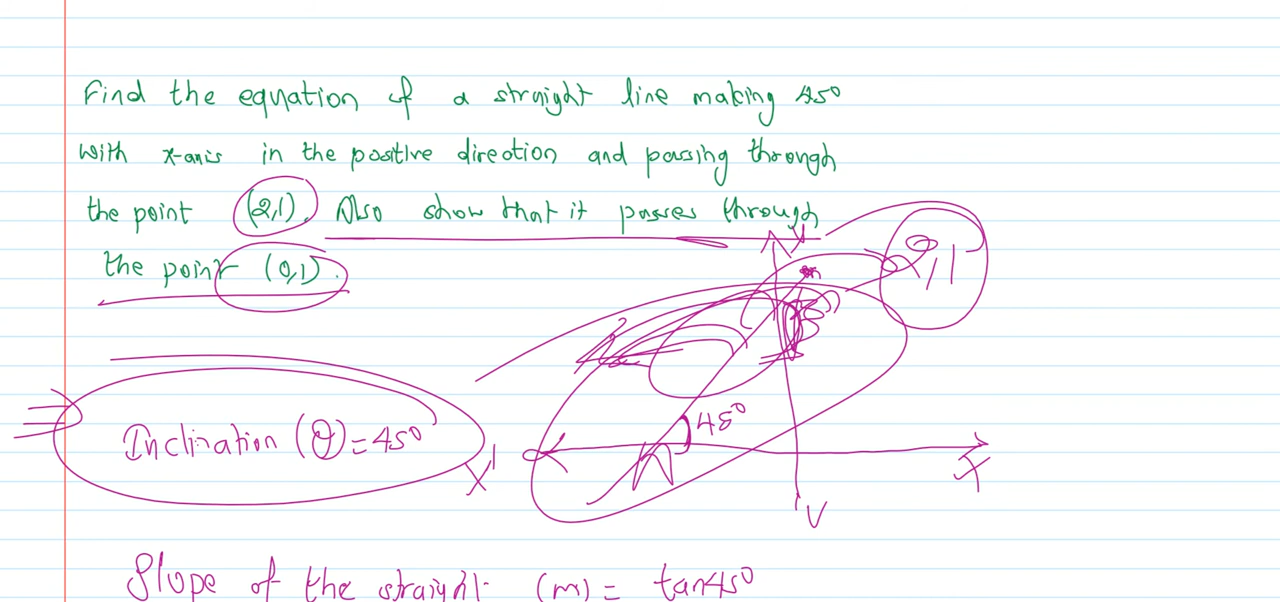 Find the equation of a straight line making 45°
with x-axis in the positive direction and passing through
the point (2,1). Also show that it passes through
the point (0,1).
2,1
45°
Inclination (θ) = 45°
X'
Slope of the straight (m) = tan45°